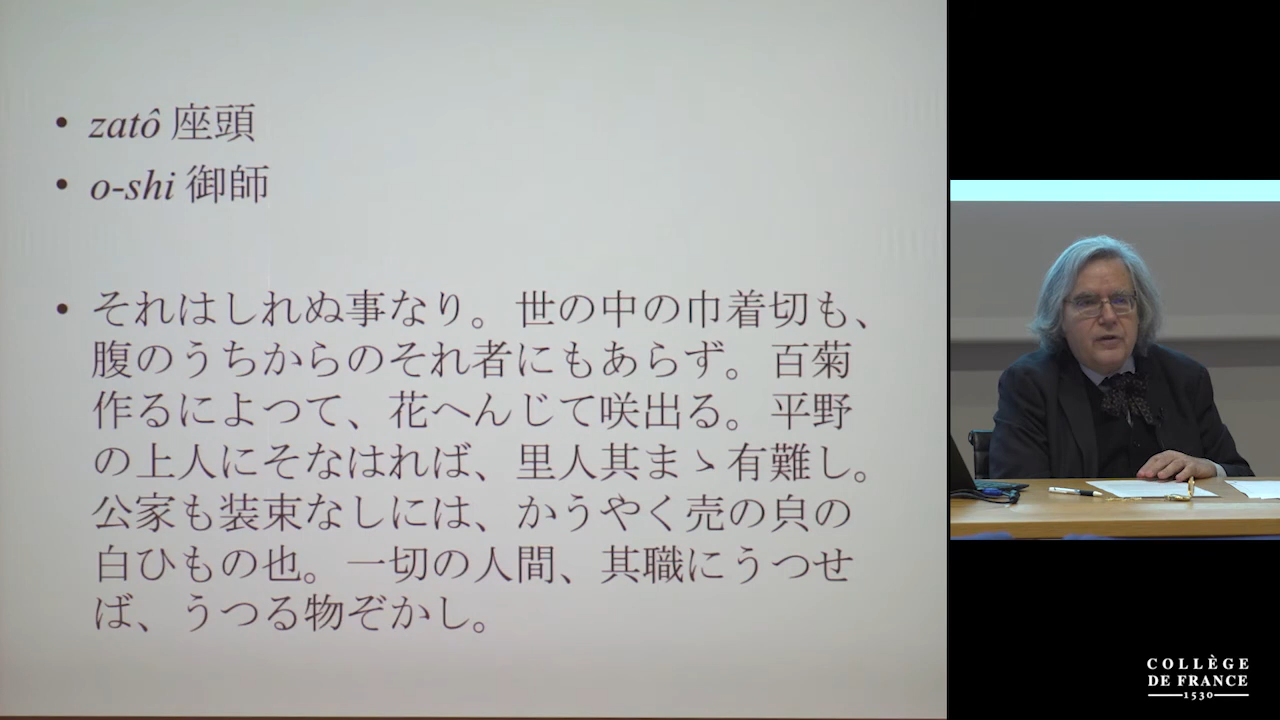 • zatô 座頭
• o-shi 御師
• それはしれぬ事なり。世の中の巾着切も、
腹のうちからのそれ者にもあらず。百菊
作るによつて、花へんじて咲出る。平野
の上人にそなはれば、里人其まゝ有難し。
公家も装束なしには、かうやく売の㒵の
白ひもの也。一切の人間、其職にうつせ
ば、うつる物ぞかし。
COLLÈGE
DE FRANCE
1530